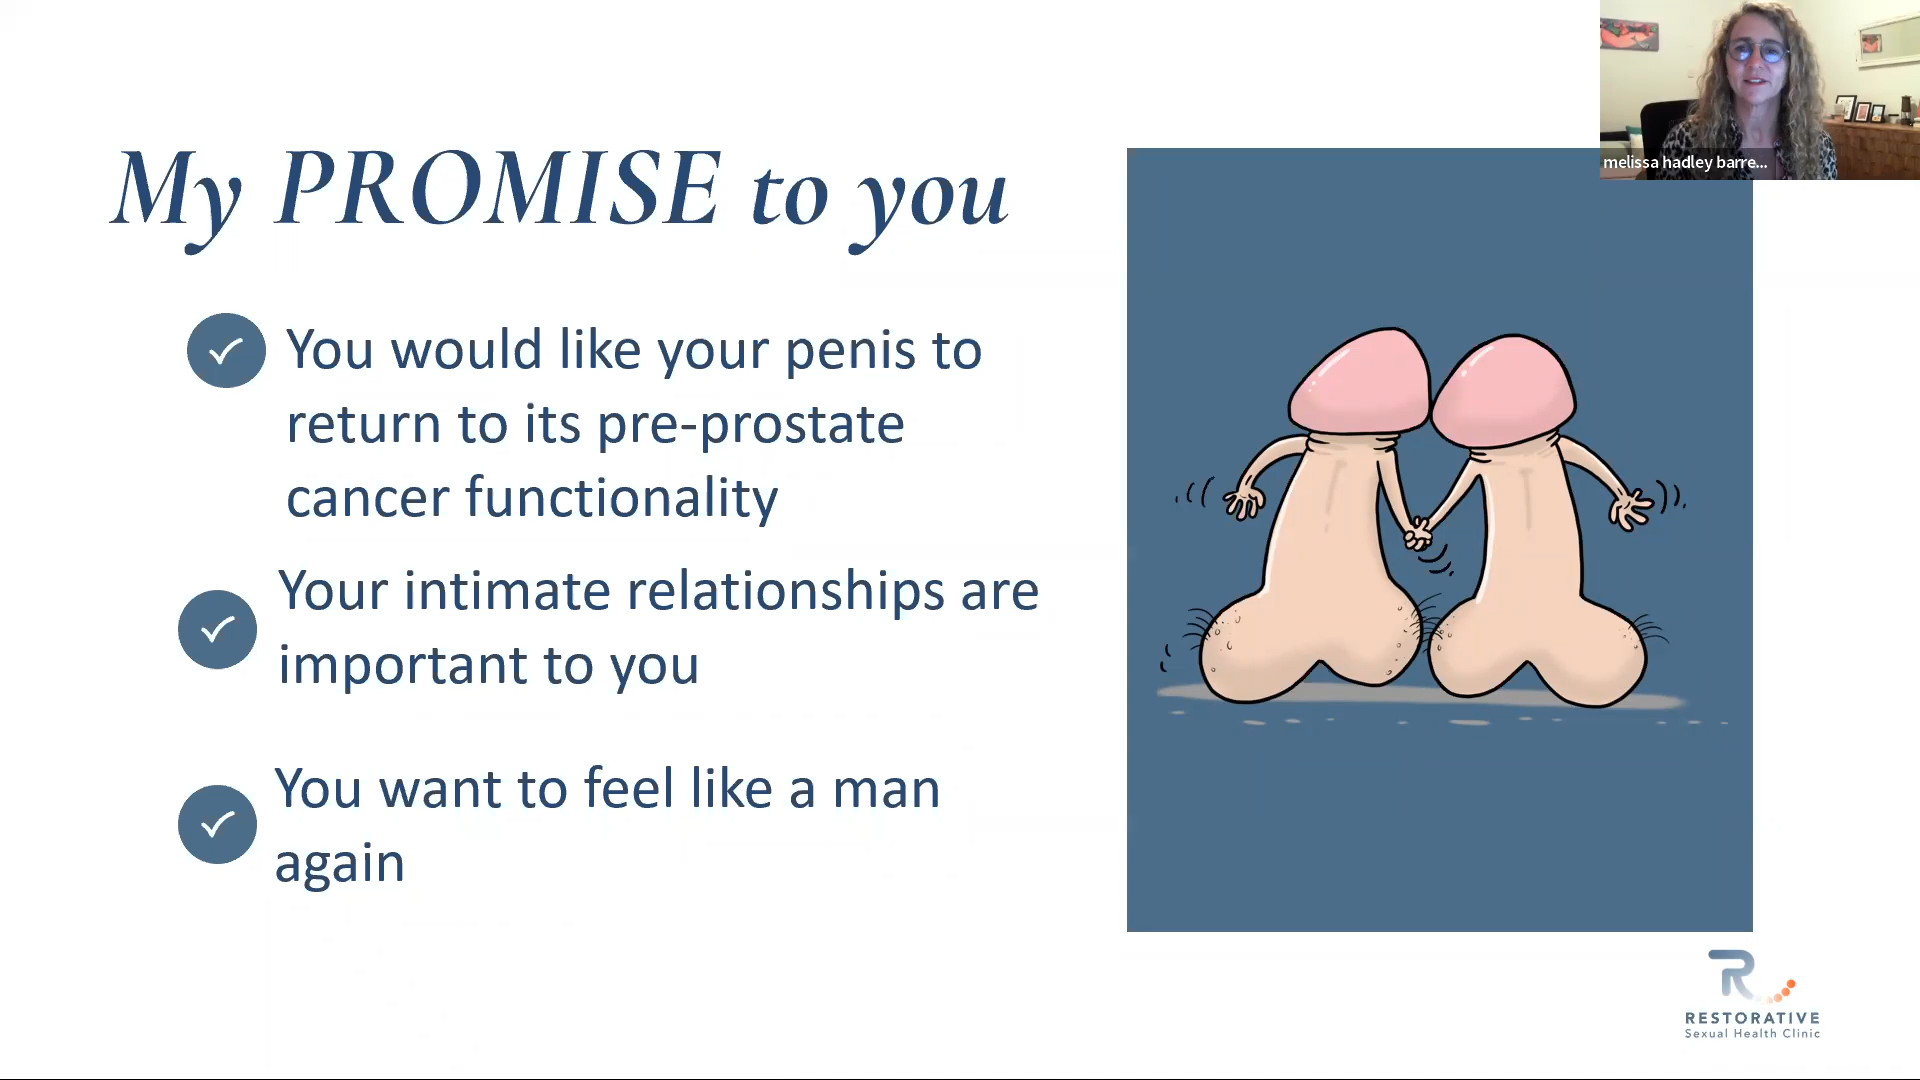 melissa hadley barre...
My PROMISE to you
You would like your penis to
return to its pre-prostate
cancer functionality
Your intimate relationships are
important to you
You want to feel like a man
again
RESTORATIVE
Sexual Health Clinic